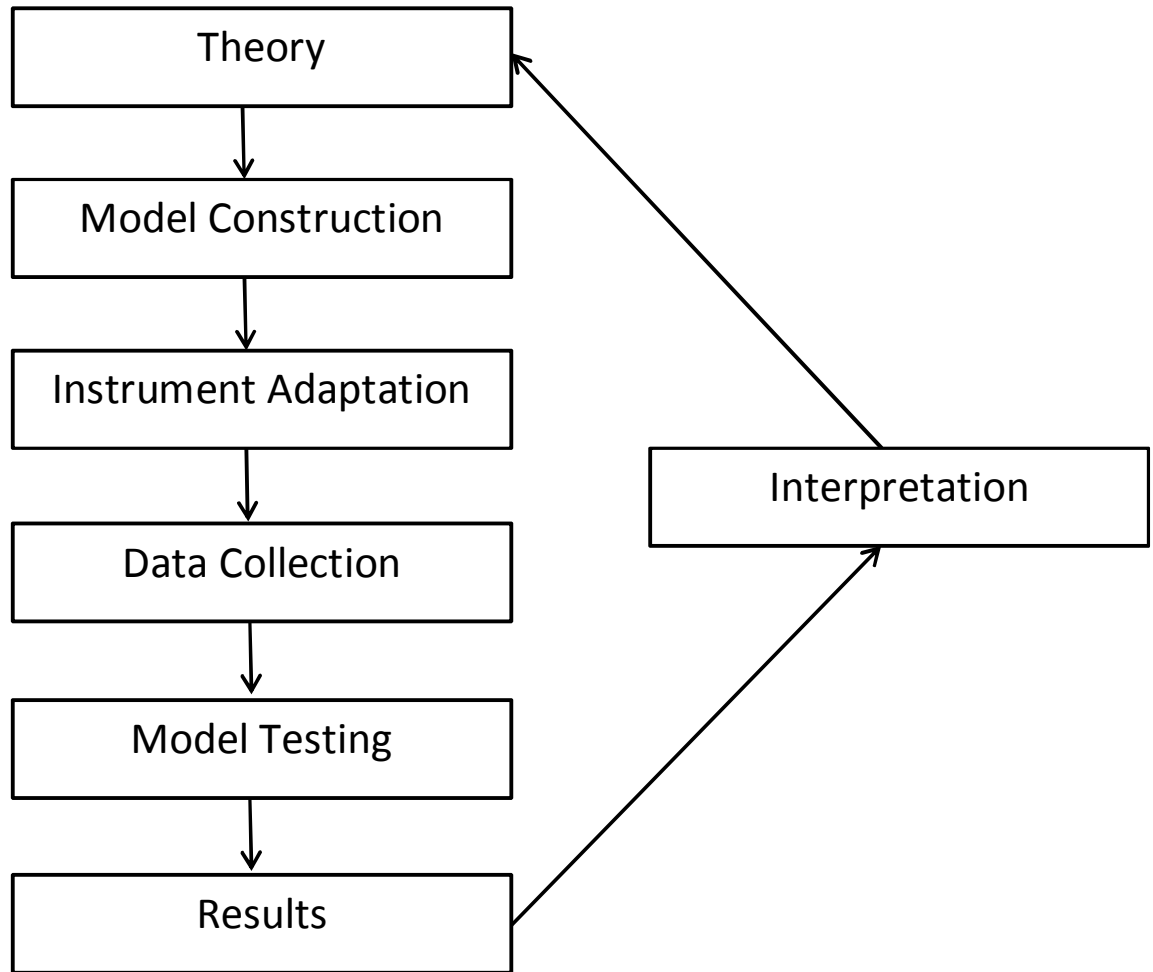 Theory
Model Construction
Instrument Adaptation
Data Collection
Model Testing
Results
Interpretation